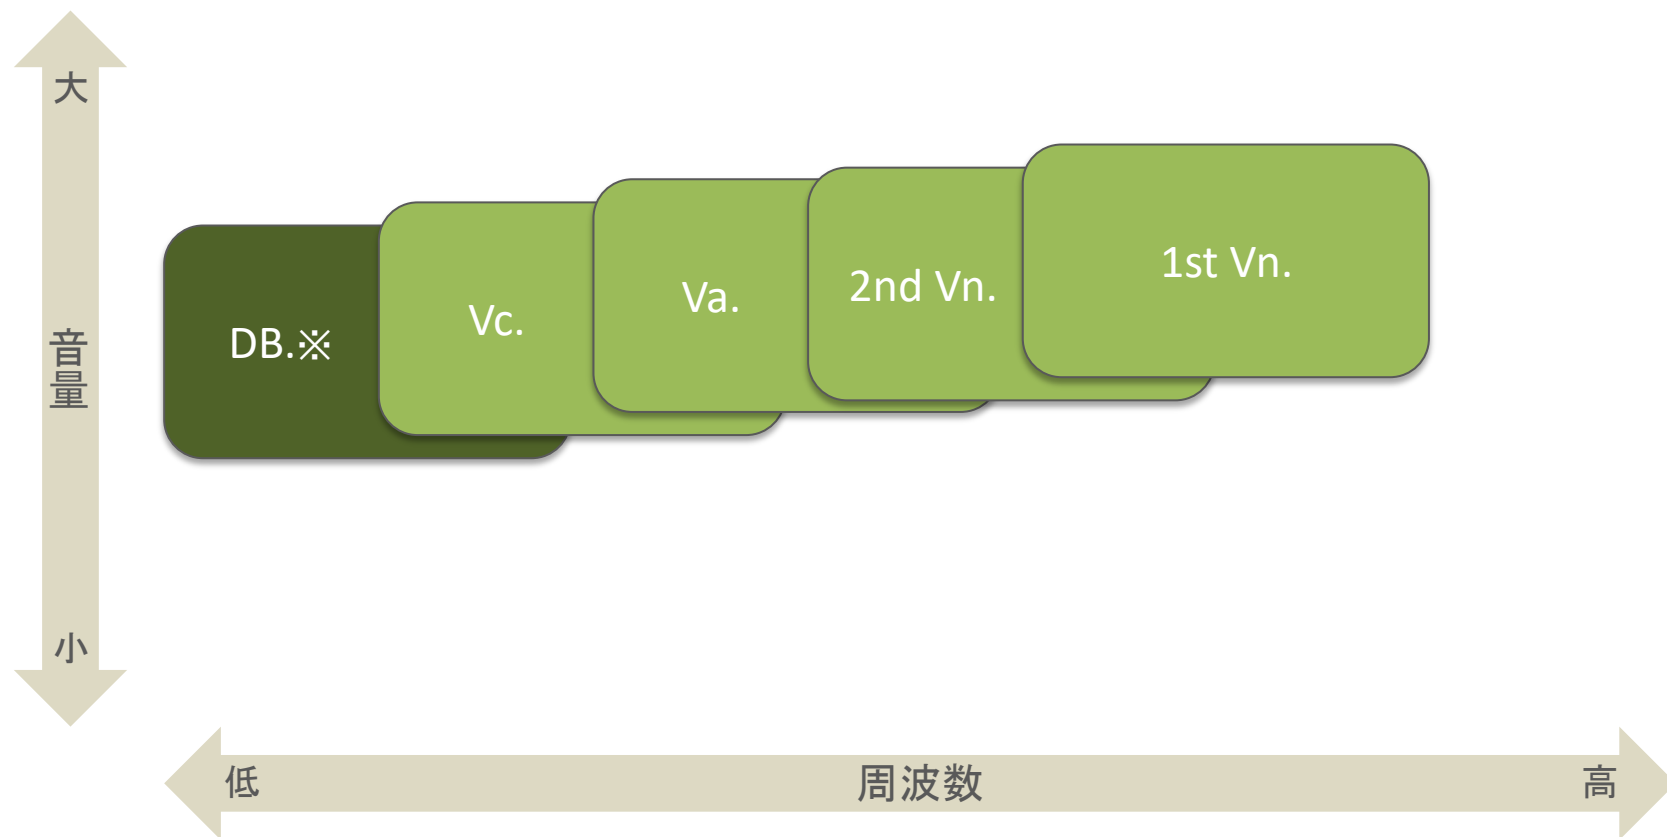 大
音量
小
DB.※
Vc.
Va.
2nd Vn.
1st Vn.
低
周波数
高